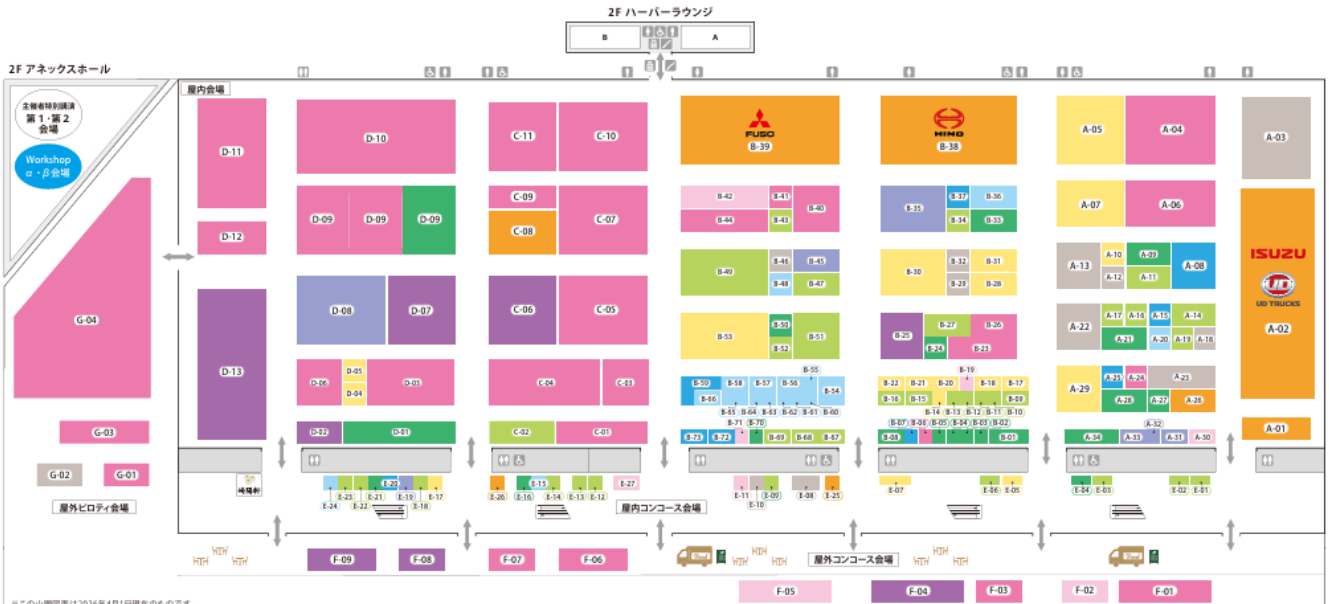 2F ハーバーラウンジ
B
A
2F アネックスホール
主催者特別講演
第1・第2
会場
Workshop
α・β会場
屋内会場
D-11
D-12
D-13
G-04
G-03
G-02
G-01
屋外ピロティ会場
D-10
D-09
D-09
D-09
D-08
D-07
D-06
D-05
D-04
D-03
D-02
D-01
C-11
C-10
C-09
C-08
C-07
C-06
C-05
C-04
C-03
C-02
C-01
FUSO
B-39
B-42
B-41
B-40
B-44
B-43
B-49
B-46
B-45
B-48
B-47
B-53
B-50
B-51
B-52
B-55
B-59
B-58
B-57
B-56
B-54
B-66
B-65
B-64
B-63
B-62
B-61
B-60
B-71
B-70
B-73
B-72
B-69
B-68
B-67
HINO
B-38
B-35
B-37
B-36
B-34
B-33
B-30
B-32
B-31
B-29
B-28
B-25
B-27
B-26
B-24
B-23
B-19
B-22
B-21
B-20
B-18
B-17
B-16
B-15
B-09
B-14
B-13
B-12
B-11
B-10
B-07
B-06
B-05
B-04
B-03
B-02
B-08
B-01
A-05
A-04
A-07
A-06
A-13
A-10
A-09
A-08
A-12
A-11
A-22
A-17
A-16
A-15
A-14
A-21
A-20
A-19
A-18
A-29
A-25
A-24
A-23
A-28
A-27
A-26
A-32
A-34
A-33
A-31
A-30
A-03
ISUZU
UD
UD TRUCKS
A-02
A-01
崎陽軒
E-20
E-23
E-21
E-19
E-17
E-24
E-22
E-18
E-26
E-15
E-27
E-16
E-14
E-13
E-12
屋内コンコース会場
E-11
E-09
E-08
E-25
E-10
E-07
E-06
E-05
E-04
E-03
E-02
E-01
F-09
F-08
F-07
F-06
屋外コンコース会場
F-05
F-04
F-03
F-02
F-01